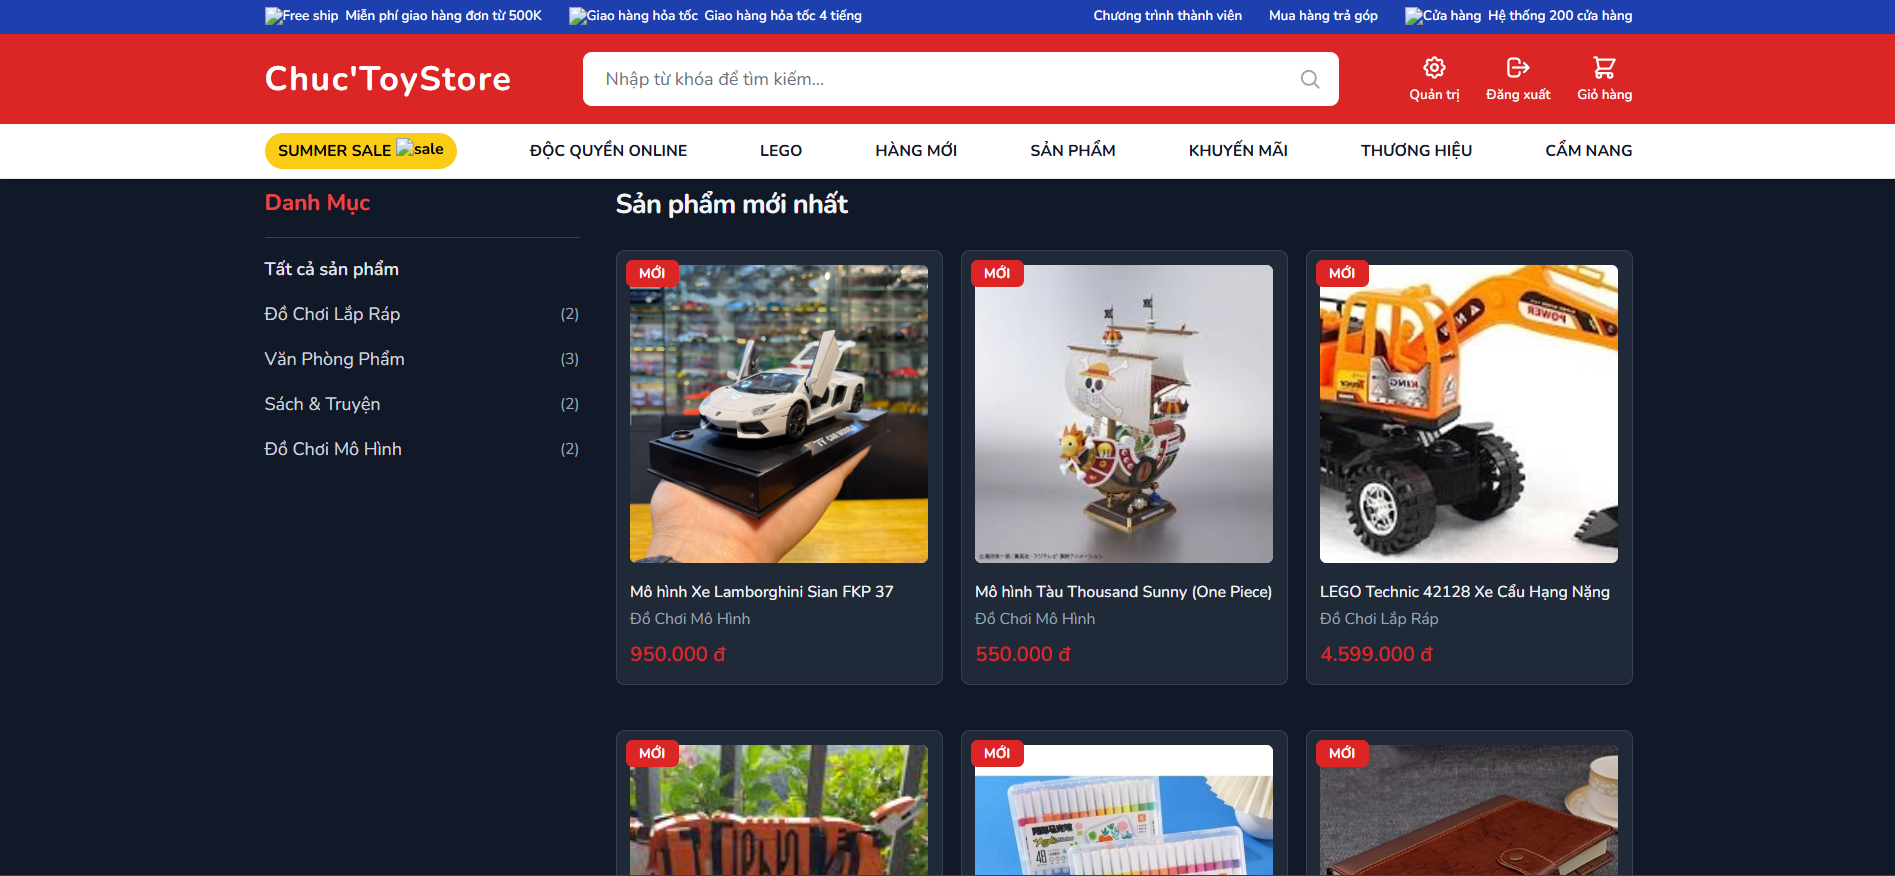 Free ship Miễn phí giao hàng đơn từ 500K
Giao hàng hỏa tốc Giao hàng hỏa tốc 4 tiếng
Chương trình thành viên
Mua hàng trả góp
Cửa hàng Hệ thống 200 cửa hàng
Chuc'ToyStore
Nhập từ khóa để tìm kiếm...
Quản trị
Đăng xuất
Giỏ hàng
SUMMER SALE sale
ĐỘC QUYỀN ONLINE
LEGO
HÀNG MỚI
SẢN PHẨM
KHUYẾN MÃI
THƯƠNG HIỆU
CẨM NANG
Danh Mục
Tất cả sản phẩm
Đồ Chơi Lắp Ráp (2)
Văn Phòng Phẩm (3)
Sách & Truyện (2)
Đồ Chơi Mô Hình (2)
Sản phẩm mới nhất
MỚI
Mô hình Xe Lamborghini Sian FKP 37
Đồ Chơi Mô Hình
950.000 đ
MỚI
Mô hình Tàu Thousand Sunny (One Piece)
Đồ Chơi Mô Hình
550.000 đ
MỚI
POWER
KING
LEGO Technic 42128 Xe Cẩu Hạng Nặng
Đồ Chơi Lắp Ráp
4.599.000 đ
MỚI
MỚI
48
MỚI